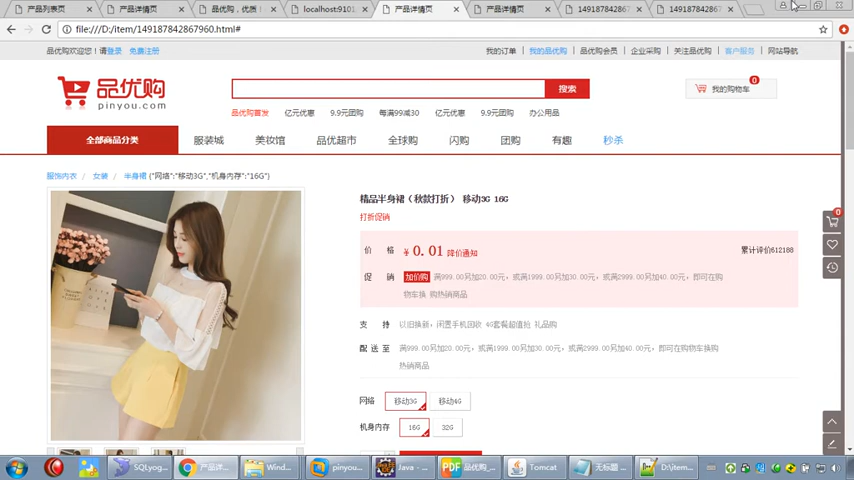 产品列表页
产品详情页
品优购，优质！
localhost:9101
产品详情页
产品详情页
149187842867
149187842867
file:///D:/item/149187842867960.html#
品优购欢迎您！请登录 免费注册
我的订单 我的品优购 品优购会员 企业采购 关注品优购 客户服务 网站导航
品优购
pinyou.com
搜索
我的购物车
0
品优购首发 亿元优惠 9.9元团购 每满99减30 亿元优惠 9.9元团购 办公用品
全部商品分类 服装城 美妆馆 品优超市 全球购 闪购 团购 有趣 秒杀
服饰内衣 / 女装 / 半身裙 {"网络":"移动3G","机身内存":"16G"}
精品半身裙（秋款打折） 移动3G 16G
打折促销
价 格 ¥ 0.01 降价通知 累计评价612188
促 销 加价购 满999.00另加20.00元，或满1999.00另加30.00元，或满2999.00另加40.00元，即可在购
物车换 购热销商品
支 持 以旧换新，闲置手机回收 4G套餐超值抢 礼品购
配 送 至 满999.00另加20.00元，或满1999.00另加30.00元，或满2999.00另加40.00元，即可在购物车换购
热销商品
网络 移动3G 移动4G
机身内存 16G 32G
0
SQLyog...
产品详...
Wind...
pinyou...
Java - ...
品优购_...
Tomcat
无标题
D:\item...